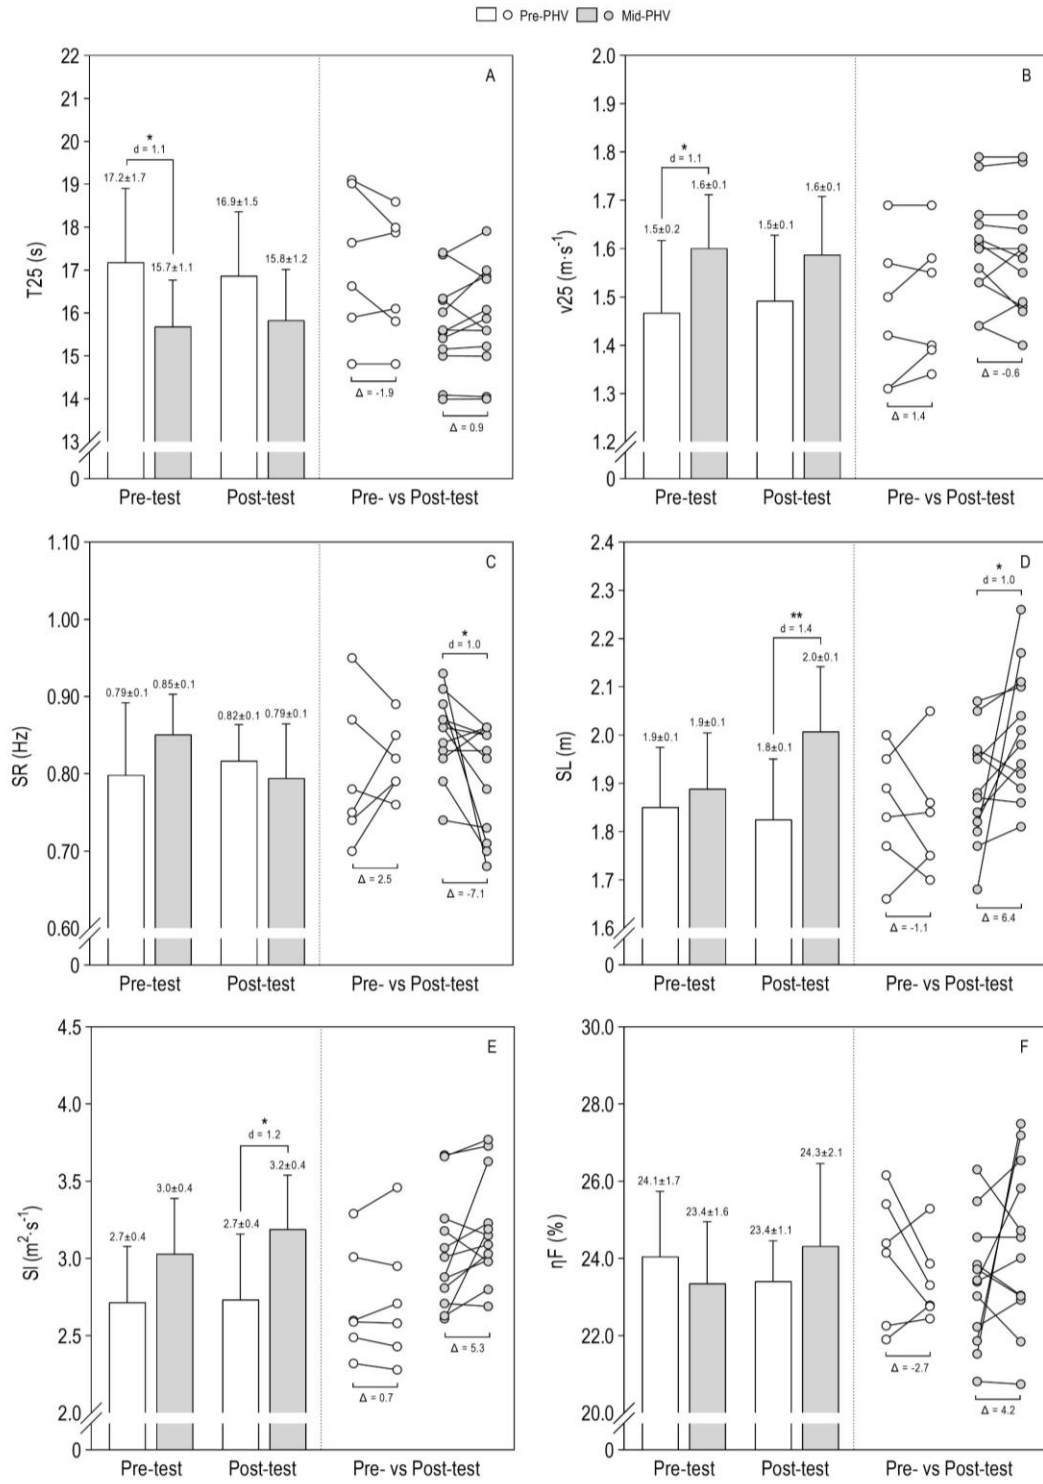 Pre-PHV Mid-PHV
A
T25 (s)
22
21
20
19
18
17
16
15
14
13
0
*
d = 1.1
17.2±1.7
15.7±1.1
16.9±1.5
15.8±1.2
Δ = -1.9
Δ = 0.9
Pre-test Post-test Pre- vs Post-test
B
v25 (m·s⁻¹)
2.0
1.9
1.8
1.7
1.6
1.5
1.4
1.3
1.2
0
*
d = 1.1
1.5±0.2
1.6±0.1
1.5±0.1
1.6±0.1
Δ = 1.4
Δ = -0.6
Pre-test Post-test Pre- vs Post-test
C
SR (Hz)
1.10
1.00
0.90
0.80
0.70
0.60
0
0.79±0.1
0.85±0.1
0.82±0.1
0.79±0.1
*
d = 1.0
Δ = 2.5
Δ = -7.1
Pre-test Post-test Pre- vs Post-test
D
SL (m)
2.4
2.3
2.2
2.1
2.0
1.9
1.8
1.7
1.6
0
1.9±0.1
1.9±0.1
**
d = 1.4
1.8±0.1
2.0±0.1
*
d = 1.0
Δ = -1.1
Δ = 6.4
Pre-test Post-test Pre- vs Post-test
E
SI (m²·s⁻¹)
4.5
4.0
3.5
3.0
2.5
2.0
0
2.7±0.4
3.0±0.4
*
d = 1.2
2.7±0.4
3.2±0.4
Δ = 0.7
Δ = 5.3
Pre-test Post-test Pre- vs Post-test
F
ηF (%)
30.0
28.0
26.0
24.0
22.0
20.0
0
24.1±1.7
23.4±1.6
23.4±1.1
24.3±2.1
Δ = -2.7
Δ = 4.2
Pre-test Post-test Pre- vs Post-test